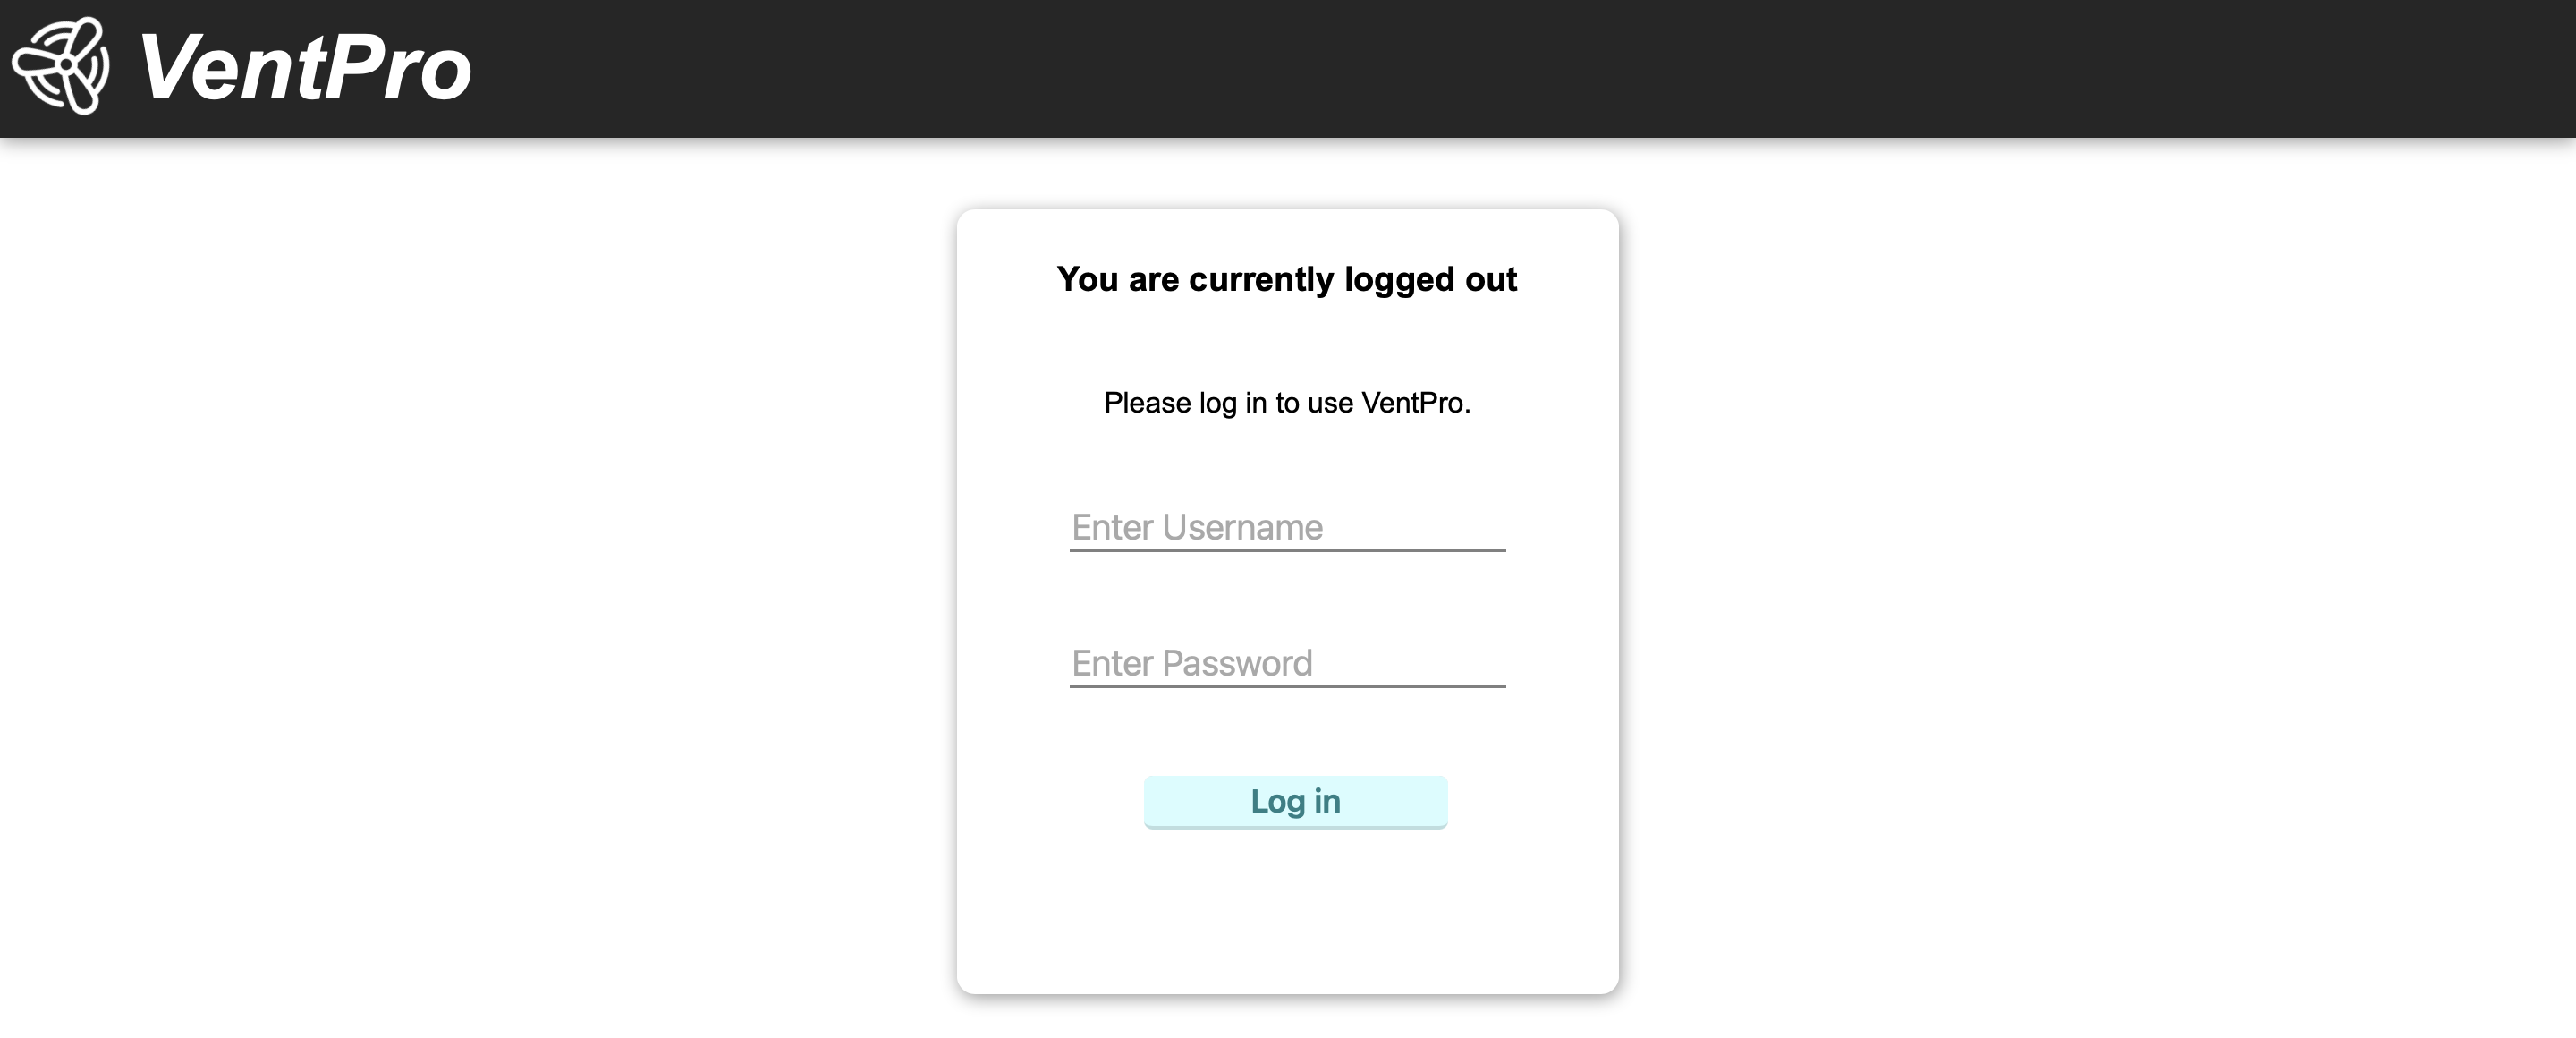 VentPro
You are currently logged out
Please log in to use VentPro.
Enter Username
Enter Password
Log in